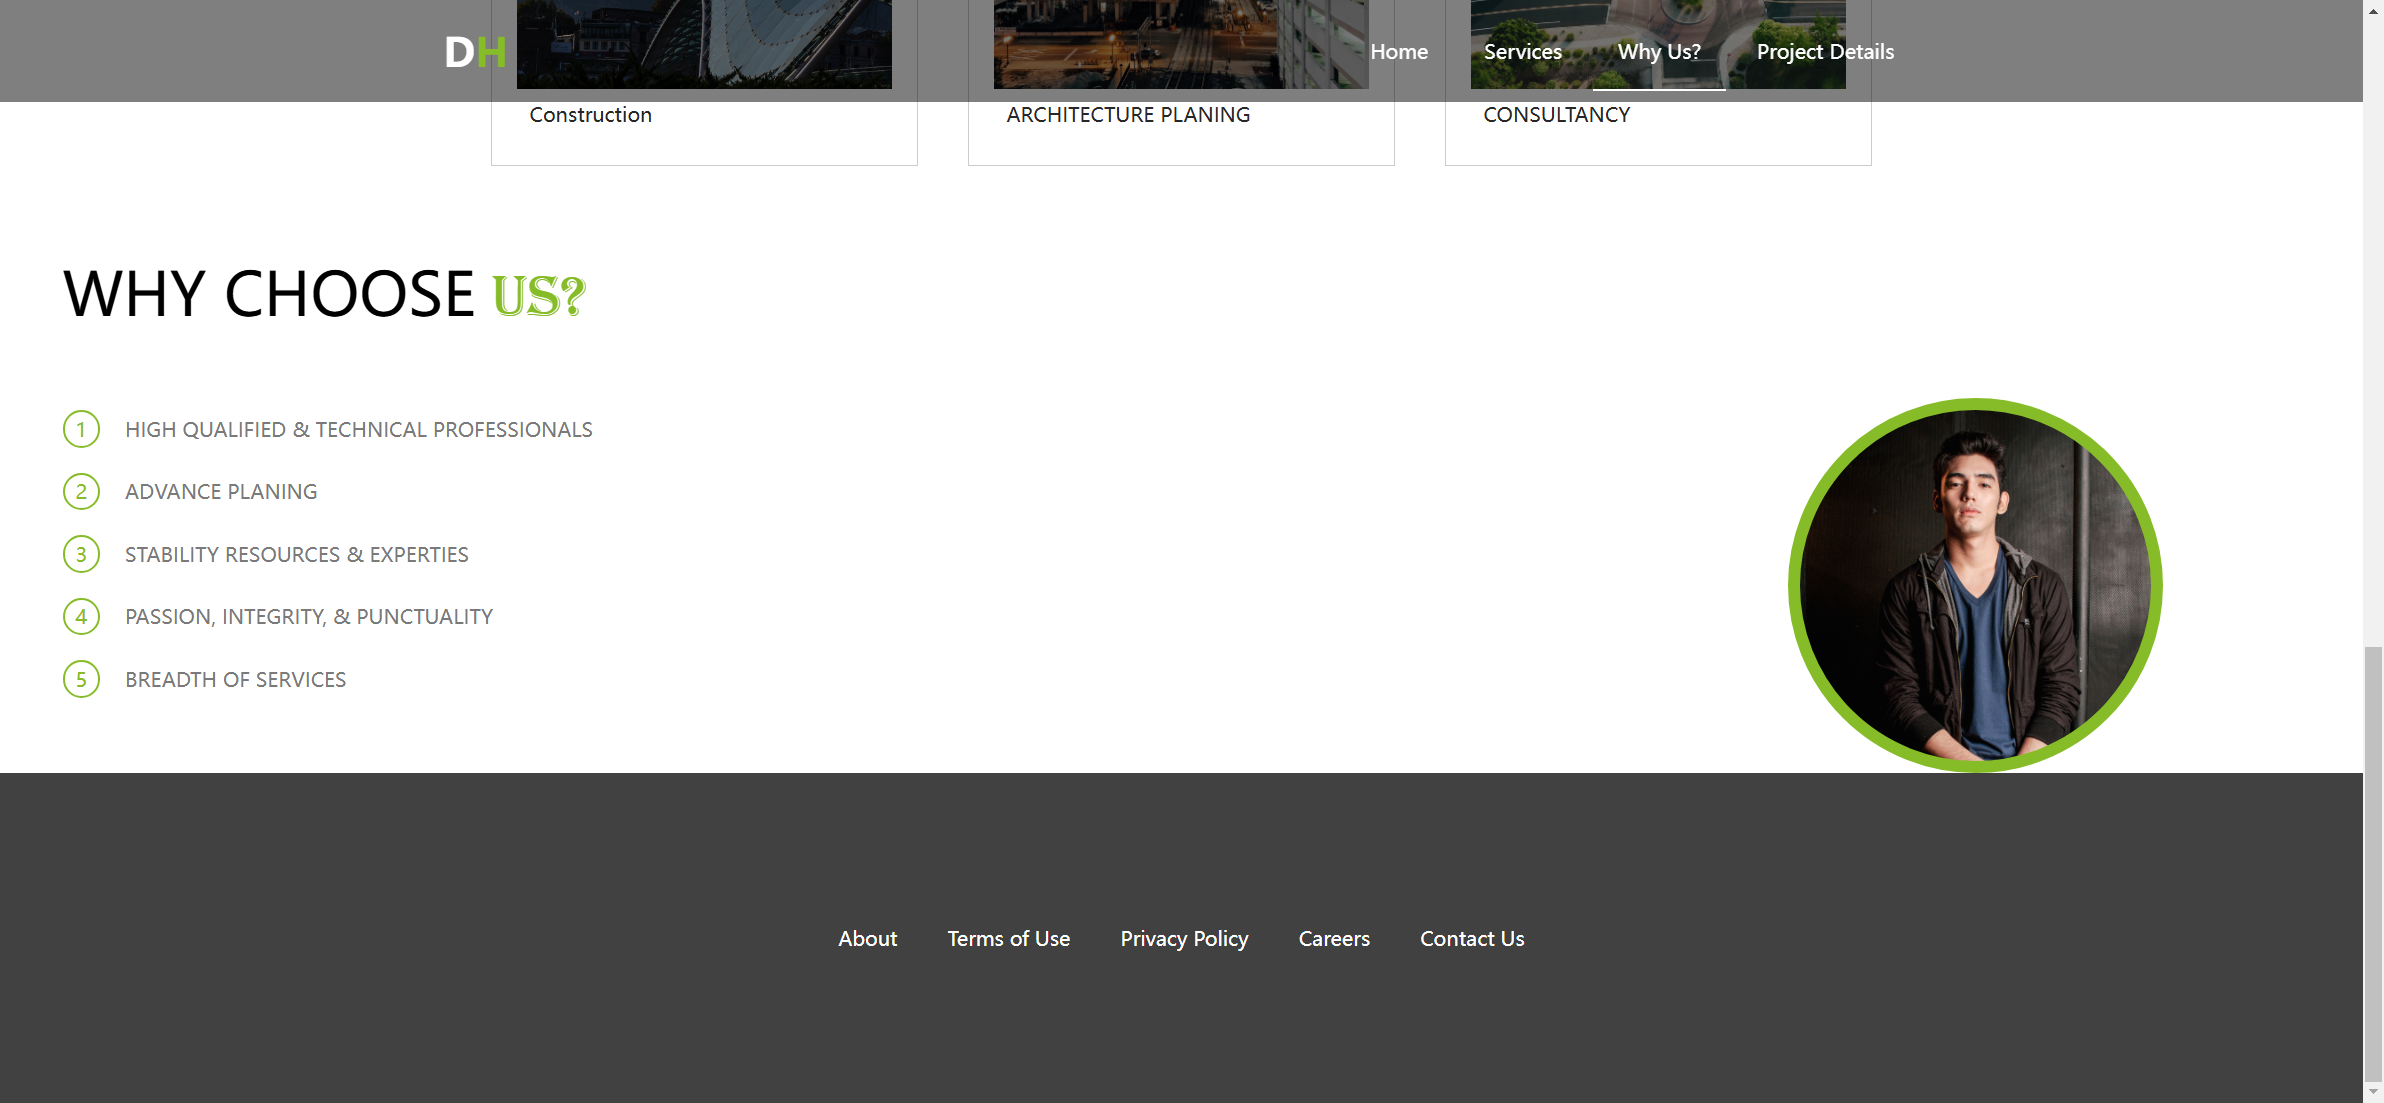 DH
Home Services Why Us? Project Details
Construction ARCHITECTURE PLANING CONSULTANCY
WHY CHOOSE US?
1 HIGH QUALIFIED & TECHNICAL PROFESSIONALS
2 ADVANCE PLANING
3 STABILITY RESOURCES & EXPERTIES
4 PASSION, INTEGRITY, & PUNCTUALITY
5 BREADTH OF SERVICES
About Terms of Use Privacy Policy Careers Contact Us